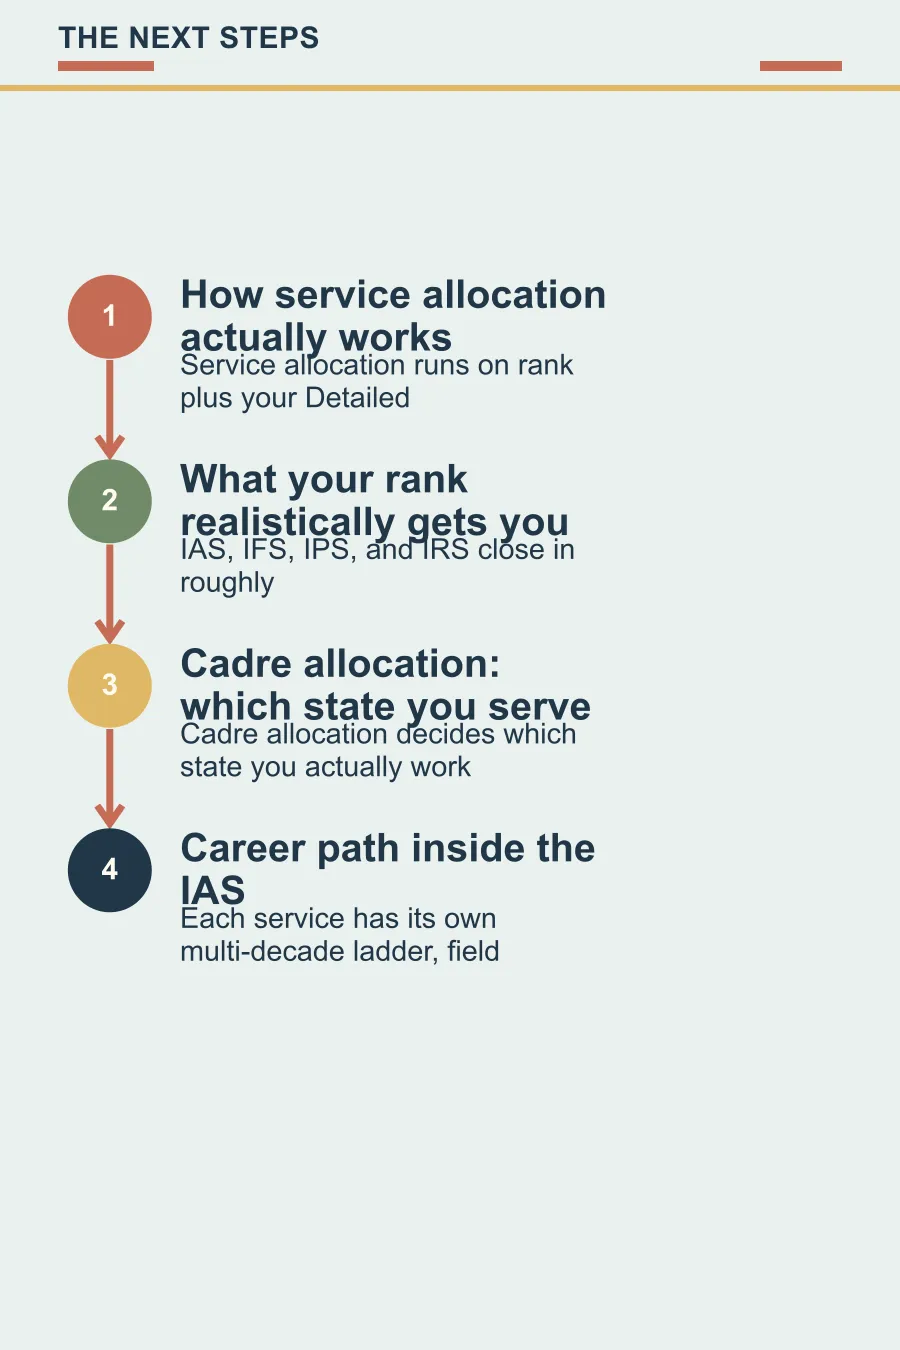 THE NEXT STEPS
1
How service allocation
actually works
Service allocation runs on rank
plus your Detailed
2
What your rank
realistically gets you
IAS, IFS, IPS, and IRS close in
roughly
3
Cadre allocation:
which state you serve
Cadre allocation decides which
state you actually work
4
Career path inside the
IAS
Each service has its own
multi-decade ladder, field